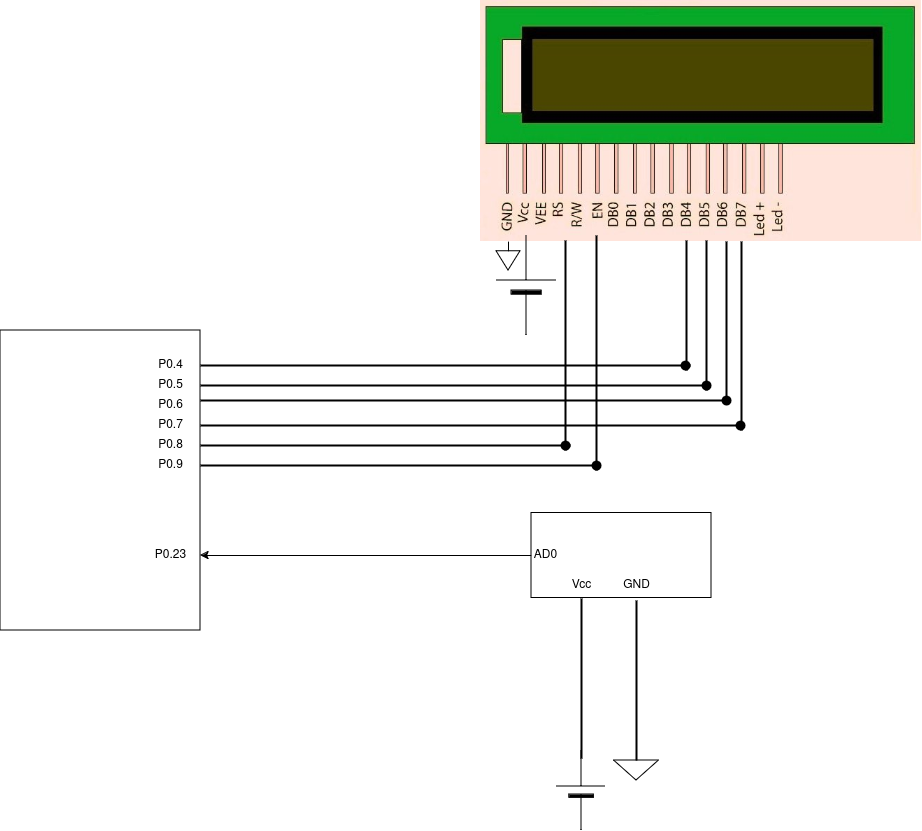 GND
Vcc
VEE
RS
R/W
EN
DB0
DB1
DB2
DB3
DB4
DB5
DB6
DB7
Led +
Led -
P0.4
P0.5
P0.6
P0.7
P0.8
P0.9
P0.23
AD0
Vcc
GND